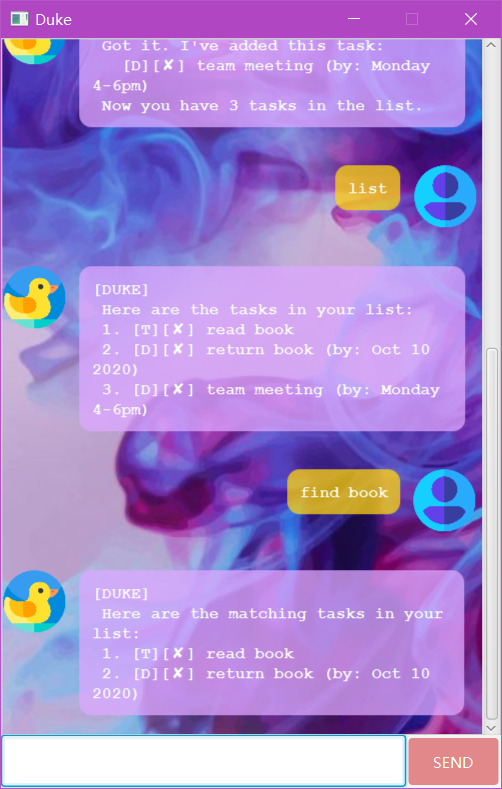 Duke
Got it. I've added this task:
[D][✘] team meeting (by: Monday
4-6pm)
Now you have 3 tasks in the list.
list
[DUKE]
Here are the tasks in your list:
1. [T][✘] read book
2. [D][✘] return book (by: Oct 10
2020)
3. [D][✘] team meeting (by: Monday
4-6pm)
find book
[DUKE]
Here are the matching tasks in your
list:
1. [T][✘] read book
2. [D][✘] return book (by: Oct 10
2020)
SEND